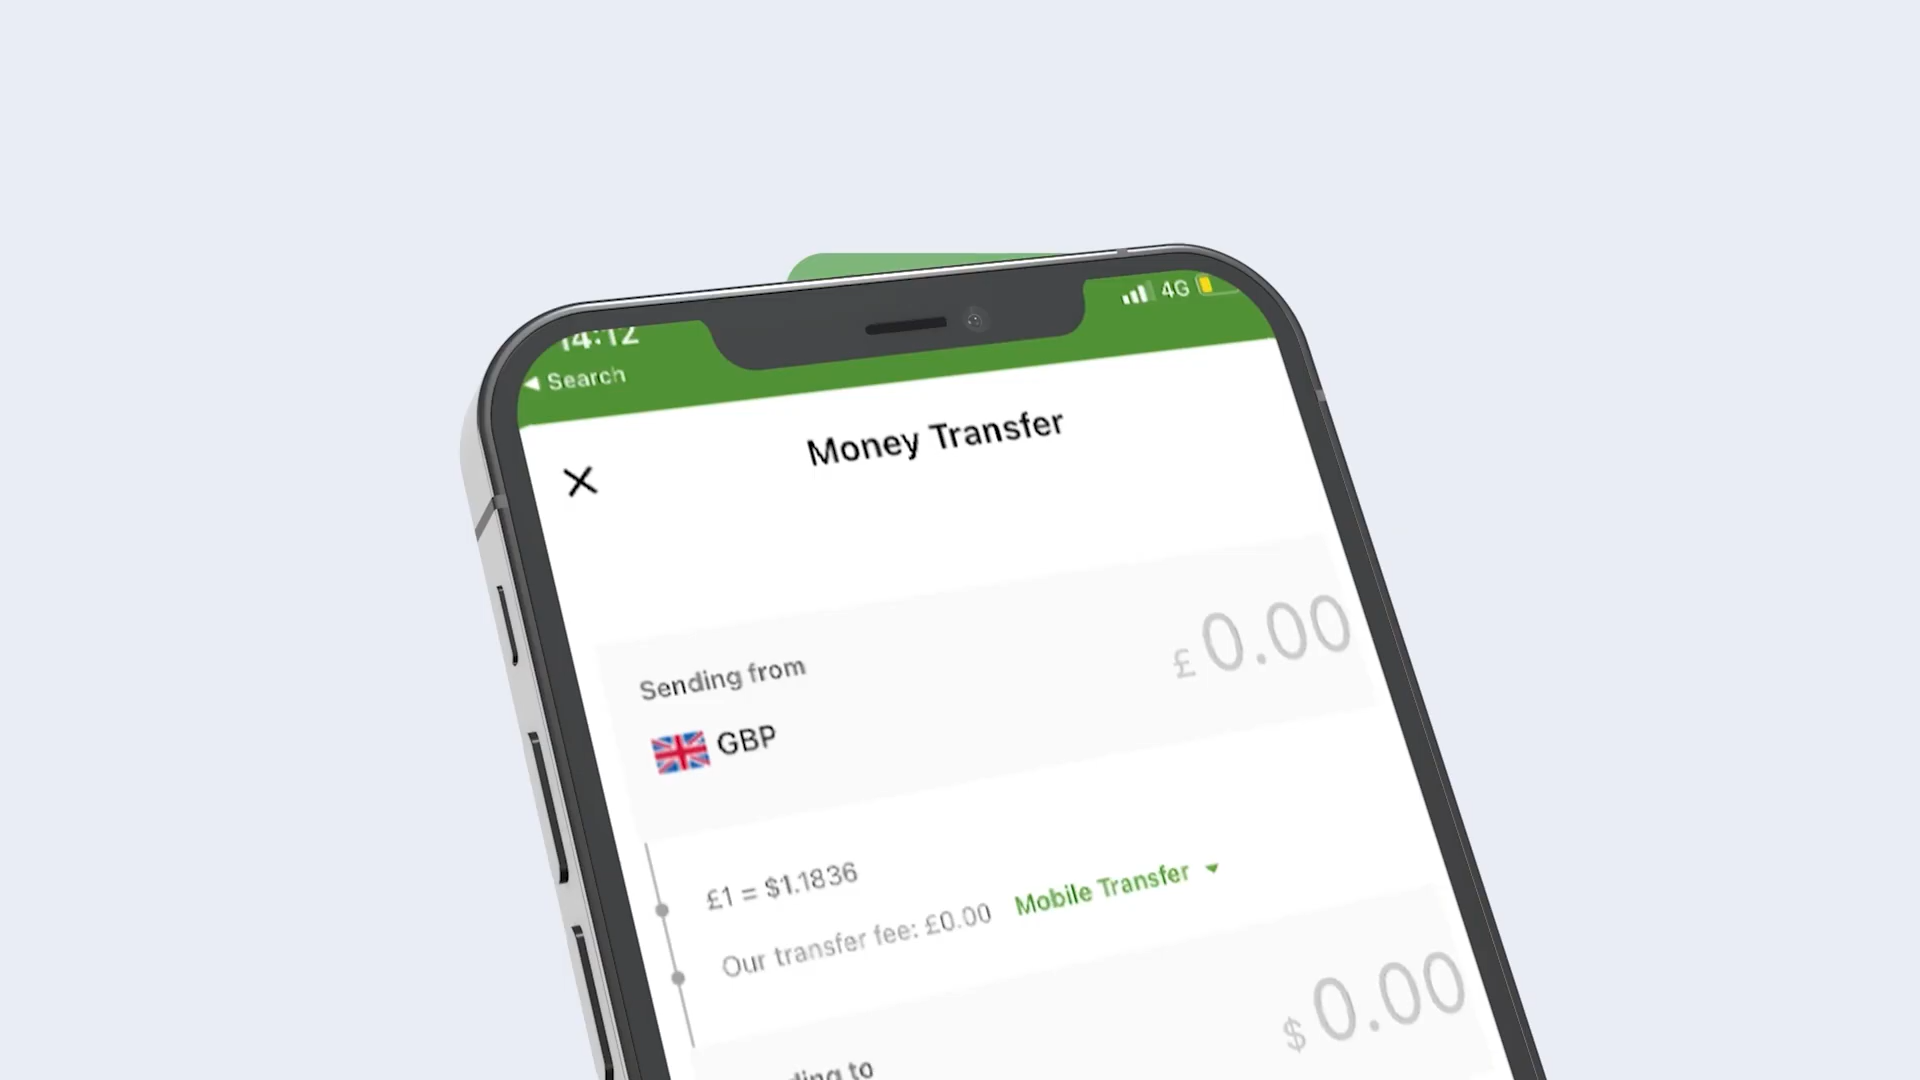 14:12
4G
Search
Money Transfer
Sending from
£0.00
GBP
£1 = $1.1836
Our transfer fee: £0.00 Mobile Transfer
$0.00
to